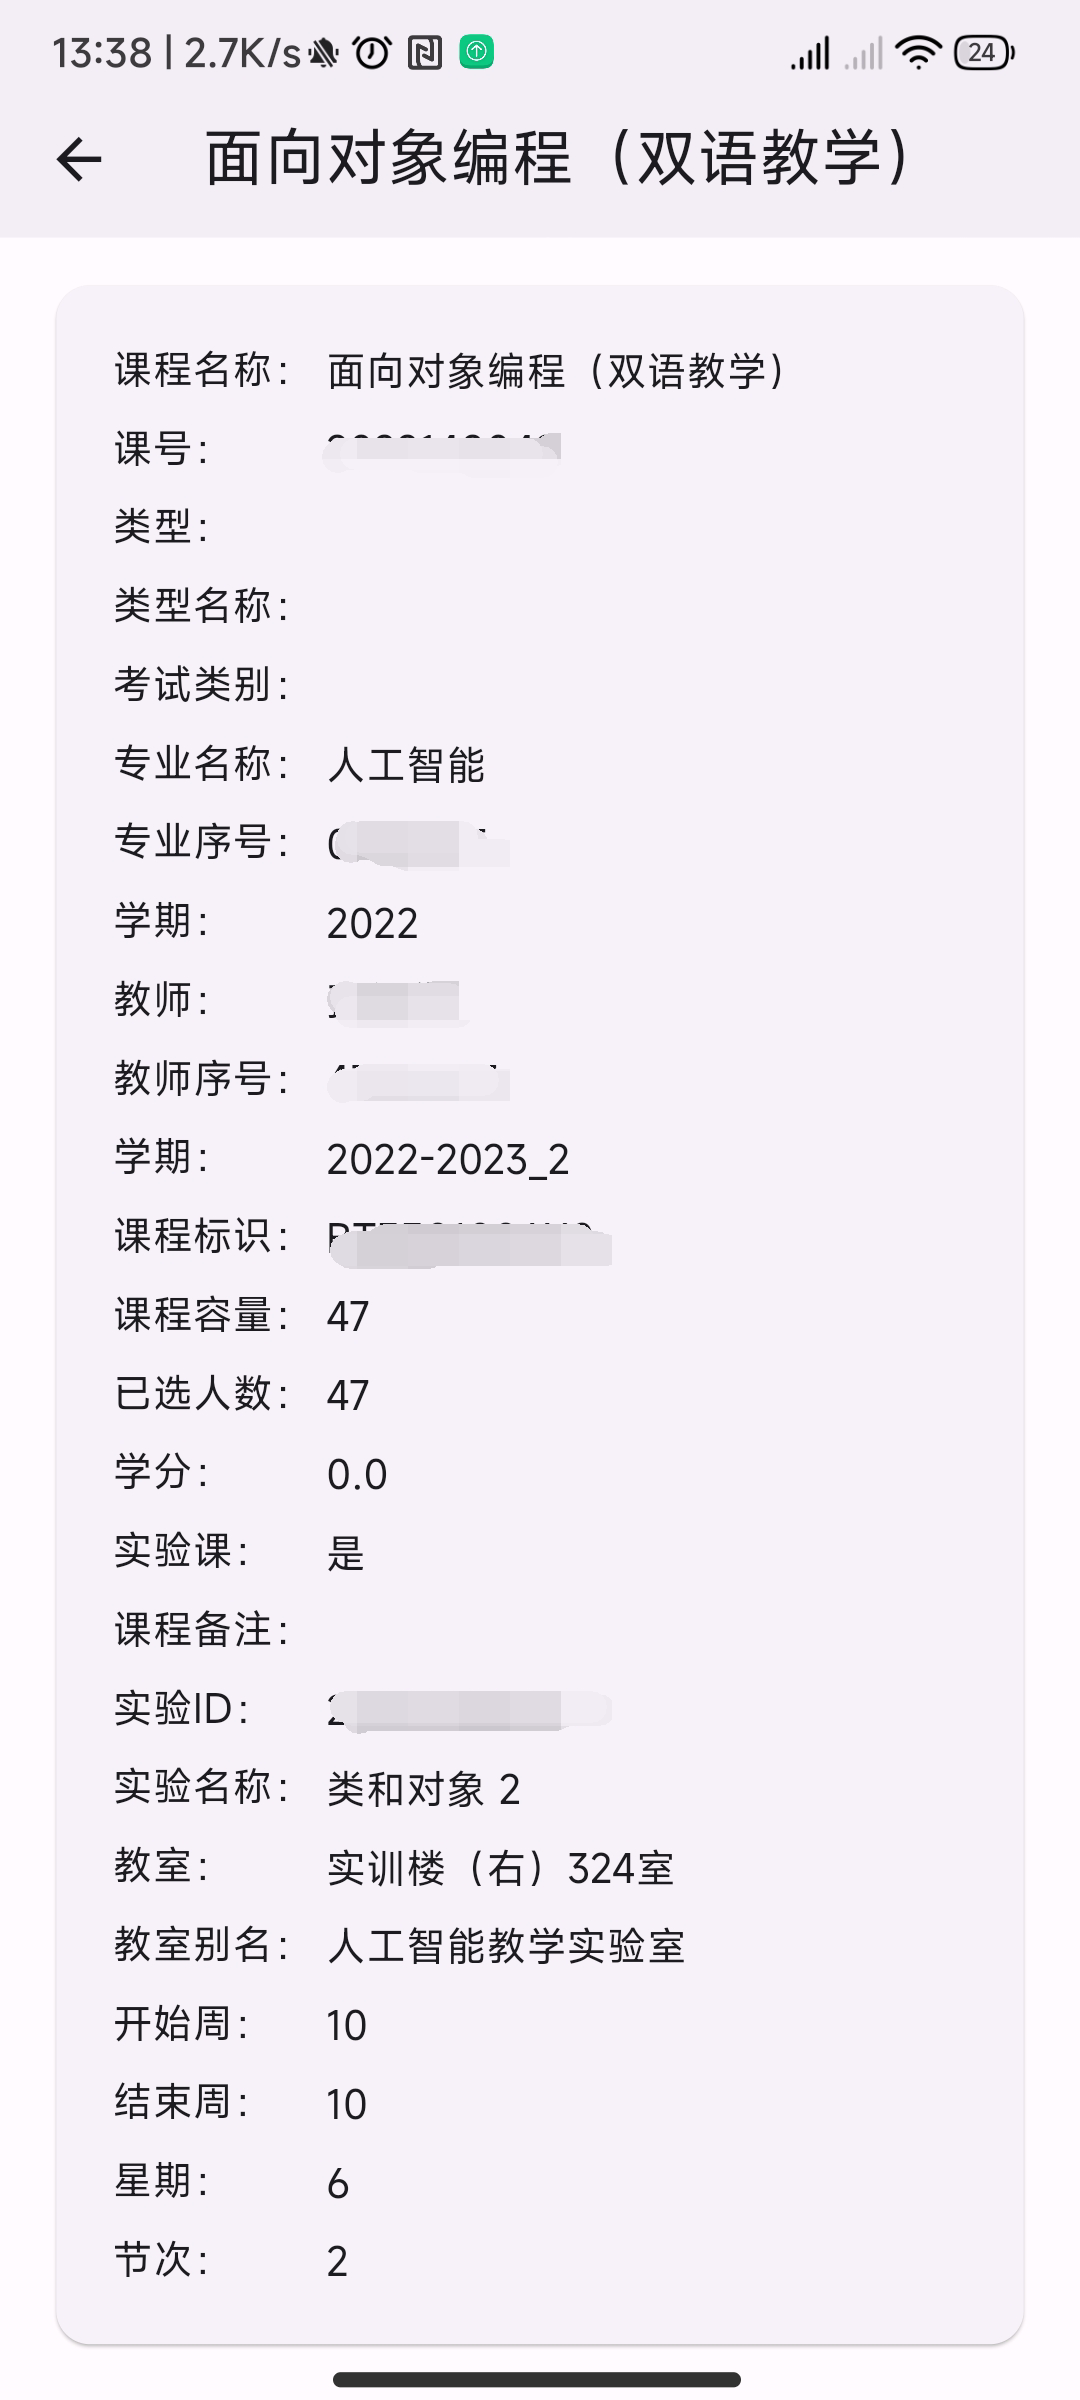 13:38 | 2.7K/s 24
面向对象编程（双语教学）
课程名称： 面向对象编程（双语教学）
课号：
类型：
类型名称：
考试类别：
专业名称： 人工智能
专业序号：
学期： 2022
教师：
教师序号：
学期： 2022-2023_2
课程标识：
课程容量： 47
已选人数： 47
学分： 0.0
实验课： 是
课程备注：
实验ID：
实验名称： 类和对象 2
教室： 实训楼（右）324室
教室别名： 人工智能教学实验室
开始周： 10
结束周： 10
星期： 6
节次： 2